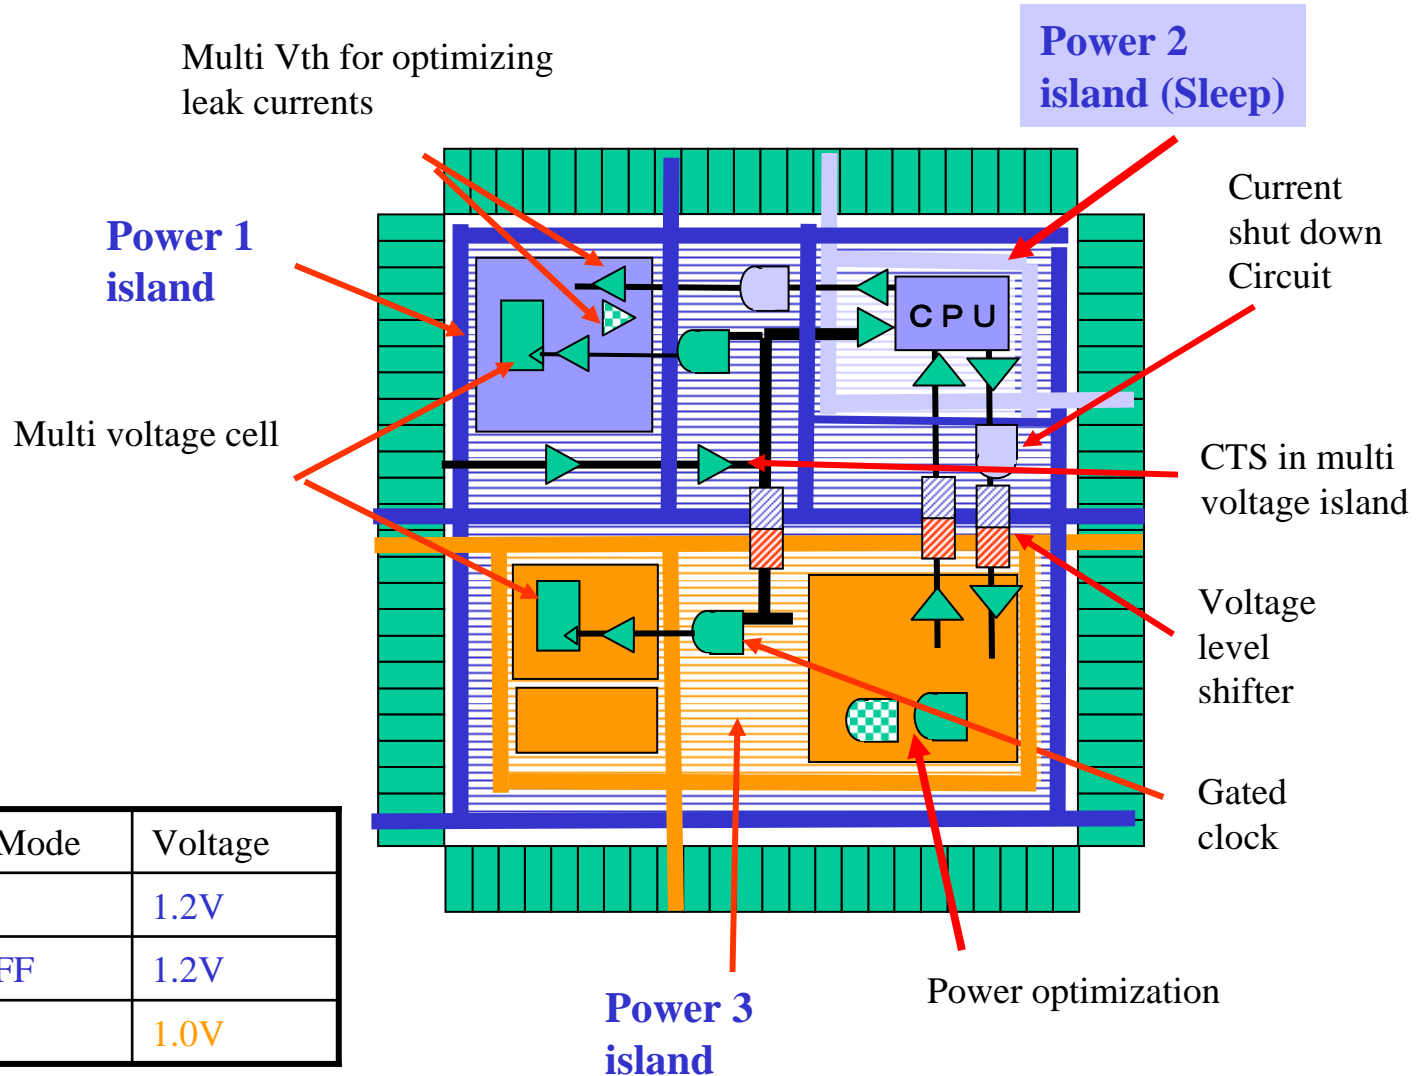 Multi Vth for optimizing
leak currents
Power 2
island (Sleep)
Current
shut down
Circuit
Power 1
island
CPU
Multi voltage cell
CTS in multi
voltage island
Voltage
level
shifter
Gated
clock
Mode Voltage
1.2V
FF 1.2V
1.0V
Power optimization
Power 3
island